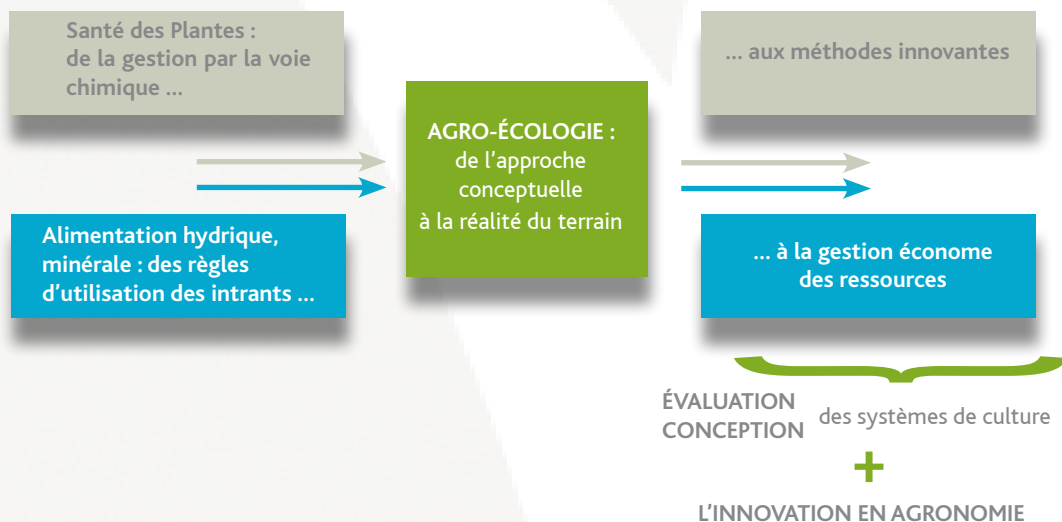 Santé des Plantes :
de la gestion par la voie
chimique ...
... aux méthodes innovantes
AGRO-ÉCOLOGIE :
de l'approche
conceptuelle
à la réalité du terrain
Alimentation hydrique,
minérale : des règles
d'utilisation des intrants ...
... à la gestion économe
des ressources
ÉVALUATION
CONCEPTION
des systèmes de culture
+
L'INNOVATION EN AGRONOMIE